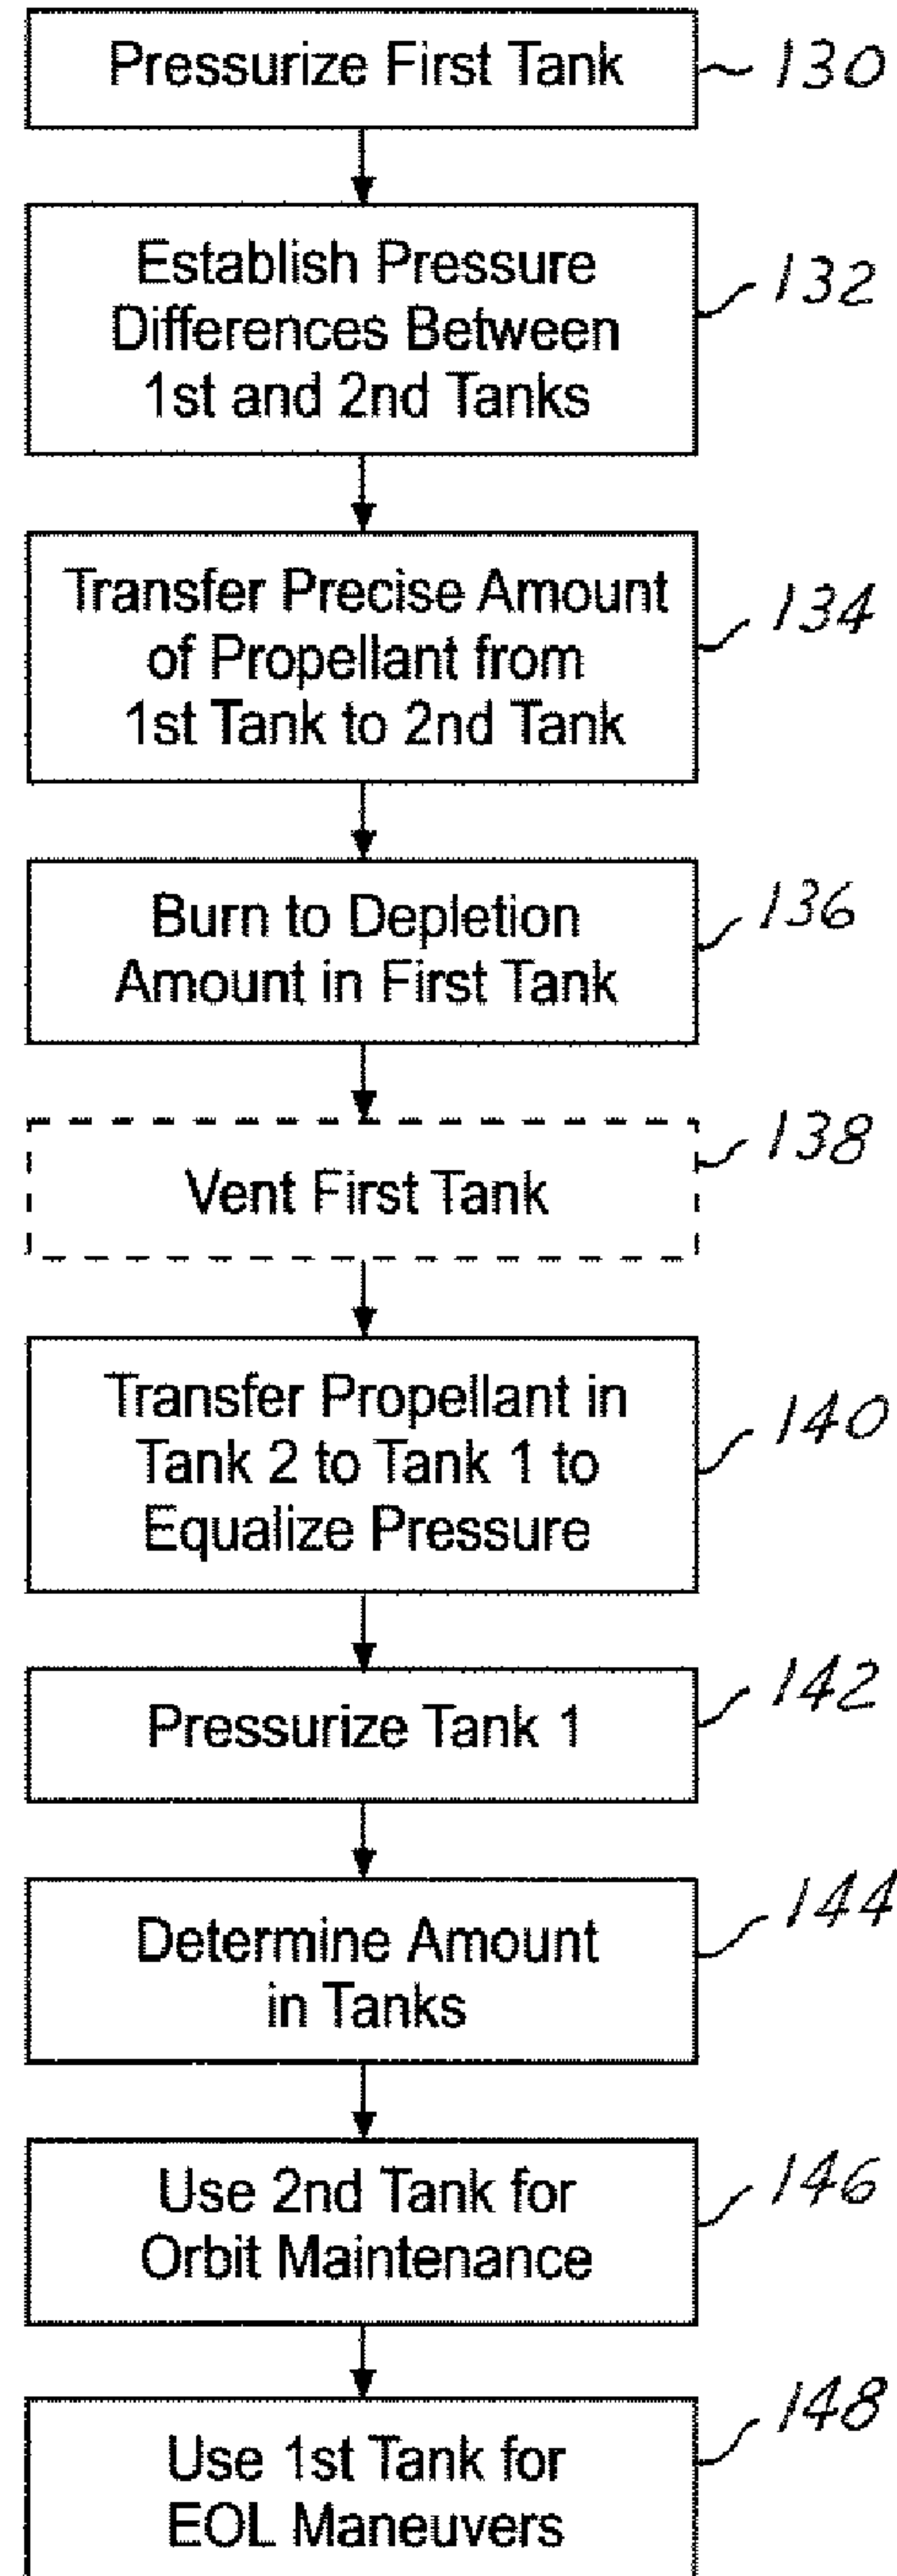 Pressurize First Tank
130
Establish Pressure
Differences Between
1st and 2nd Tanks
132
Transfer Precise Amount
of Propellant from
1st Tank to 2nd Tank
134
Burn to Depletion
Amount in First Tank
136
Vent First Tank
138
Transfer Propellant in
Tank 2 to Tank 1 to
Equalize Pressure
140
Pressurize Tank 1
142
Determine Amount
in Tanks
144
Use 2nd Tank for
Orbit Maintenance
146
Use 1st Tank for
EOL Maneuvers
148